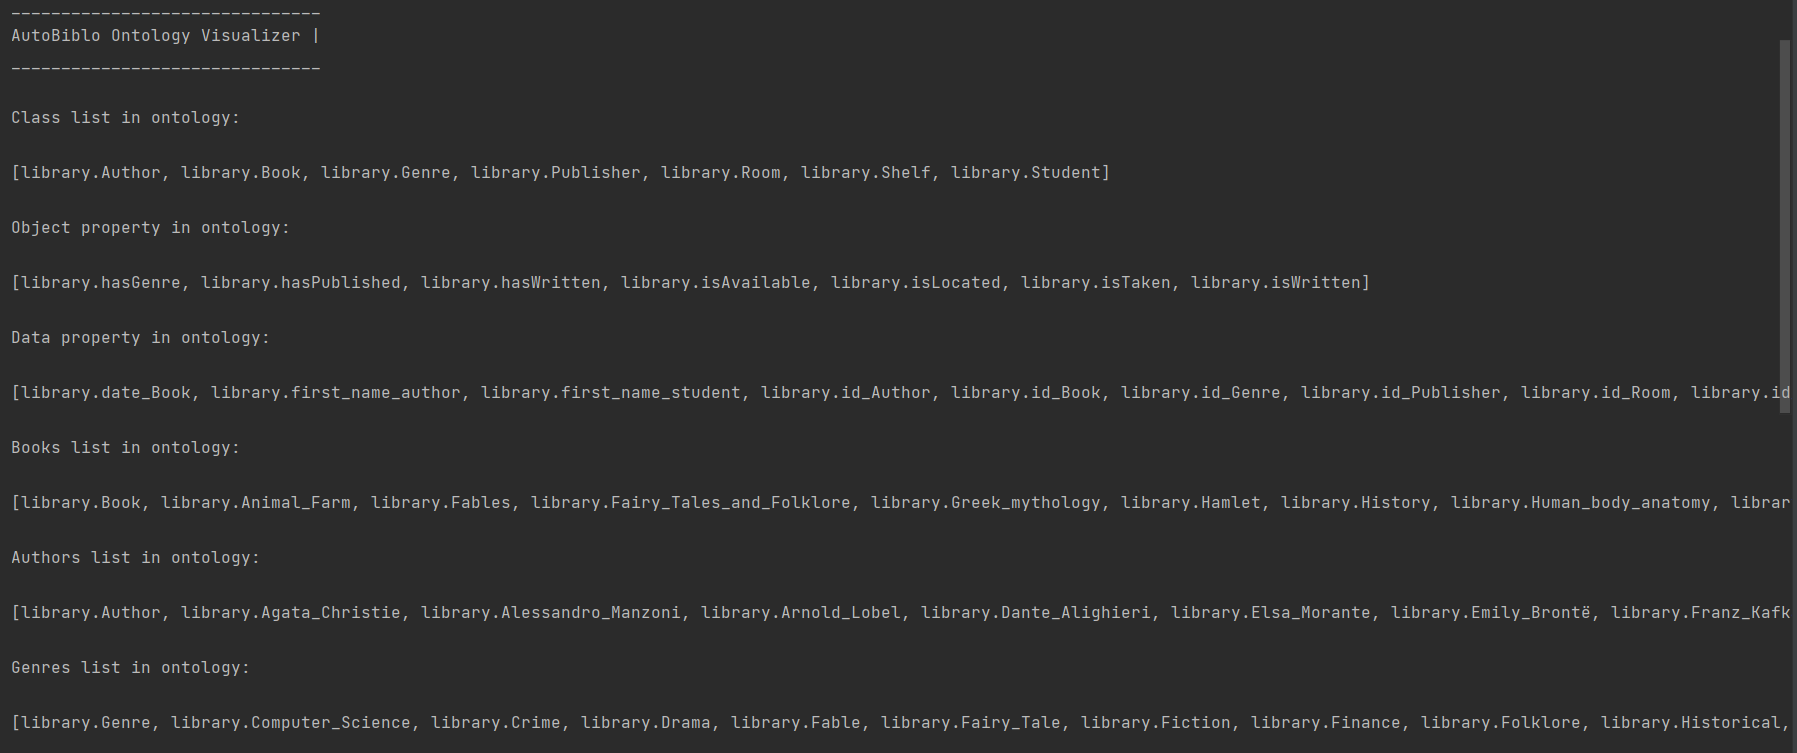 _______________________________
AutoBiblo Ontology Visualizer |
_______________________________
Class list in ontology:
[library.Author, library.Book, library.Genre, library.Publisher, library.Room, library.Shelf, library.Student]
Object property in ontology:
[library.hasGenre, library.hasPublished, library.hasWritten, library.isAvailable, library.isLocated, library.isTaken, library.isWritten]
Data property in ontology:
[library.date_Book, library.first_name_author, library.first_name_student, library.id_Author, library.id_Book, library.id_Genre, library.id_Publisher, library.id_Room, library.id
Books list in ontology:
[library.Book, library.Animal_Farm, library.Fables, library.Fairy_Tales_and_Folklore, library.Greek_mythology, library.Hamlet, library.History, library.Human_body_anatomy, librar
Authors list in ontology:
[library.Author, library.Agata_Christie, library.Alessandro_Manzoni, library.Arnold_Lobel, library.Dante_Alighieri, library.Elsa_Morante, library.Emily_Brontë, library.Franz_Kafk
Genres list in ontology:
[library.Genre, library.Computer_Science, library.Crime, library.Drama, library.Fable, library.Fairy_Tale, library.Fiction, library.Finance, library.Folklore, library.Historical,